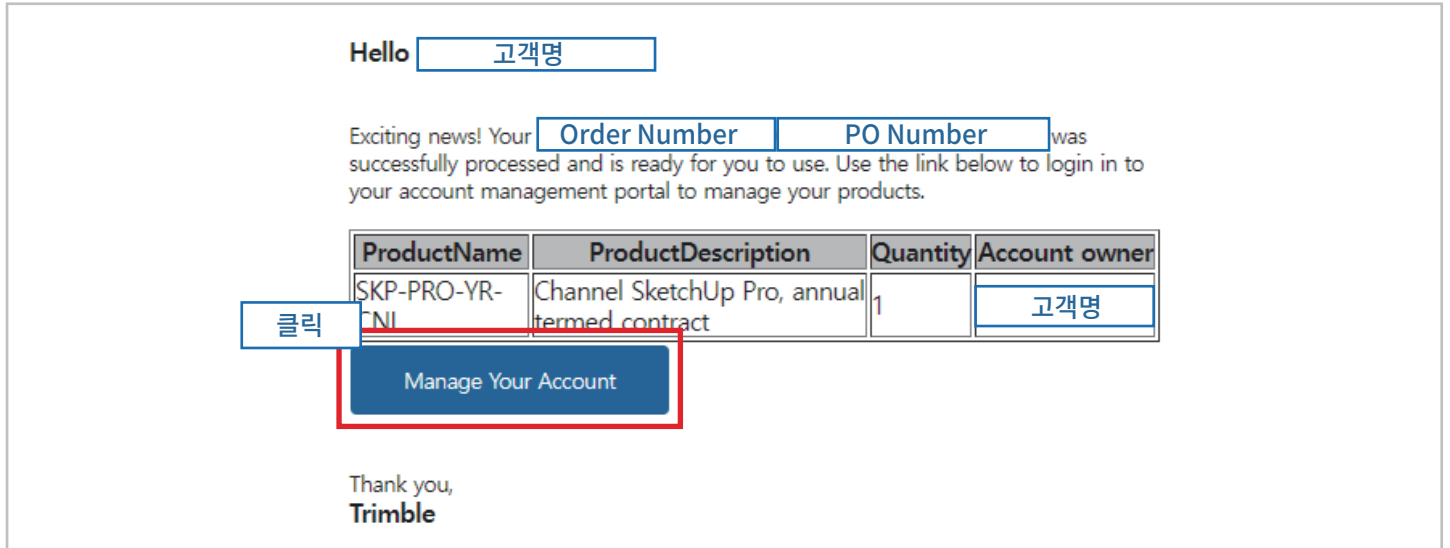 Hello 고객명
Exciting news! Your Order Number PO Number was
successfully processed and is ready for you to use. Use the link below to login in to
your account management portal to manage your products.
ProductName ProductDescription Quantity Account owner
SKP-PRO-YR- Channel SketchUp Pro, annual 1 고객명
termed contract
클릭
Manage Your Account
Thank you,
Trimble